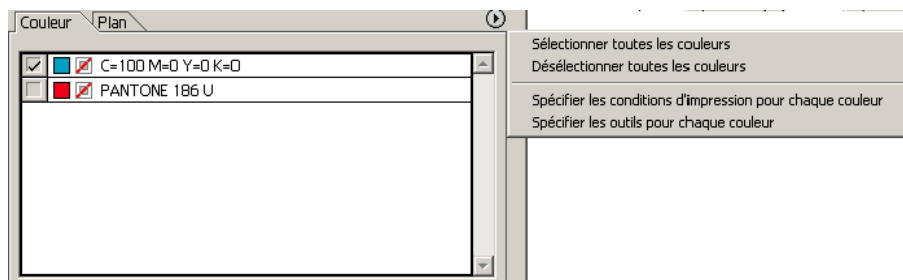 Couleur Plan
C=100 M=0 Y=0 K=0
PANTONE 186 U
Sélectionner toutes les couleurs
Désélectionner toutes les couleurs
Spécifier les conditions d'impression pour chaque couleur
Spécifier les outils pour chaque couleur